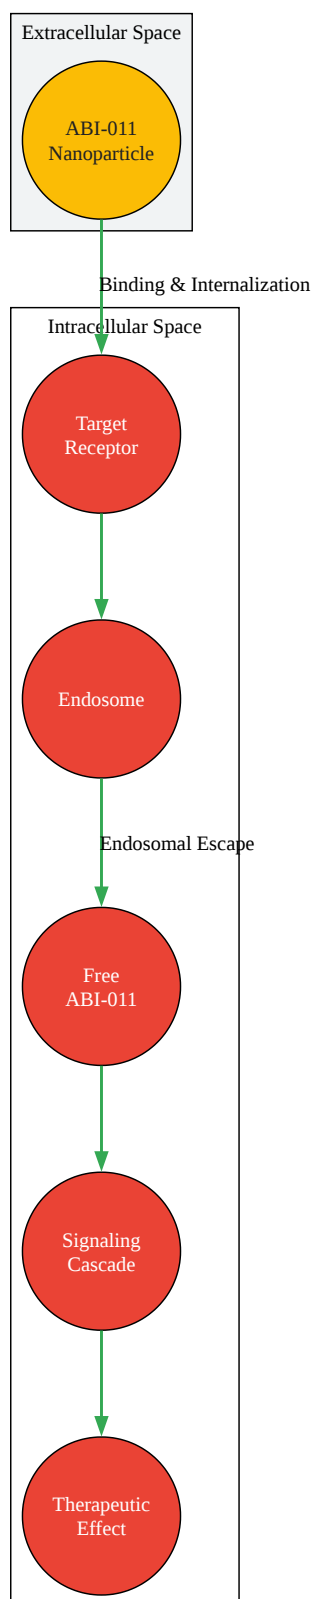 Extracellular Space
ABI-011
Nanoparticle
Binding & Internalization
Intracellular Space
Target
Receptor
Endosome
Endosomal Escape
Free
ABI-011
Signaling
Cascade
Therapeutic
Effect